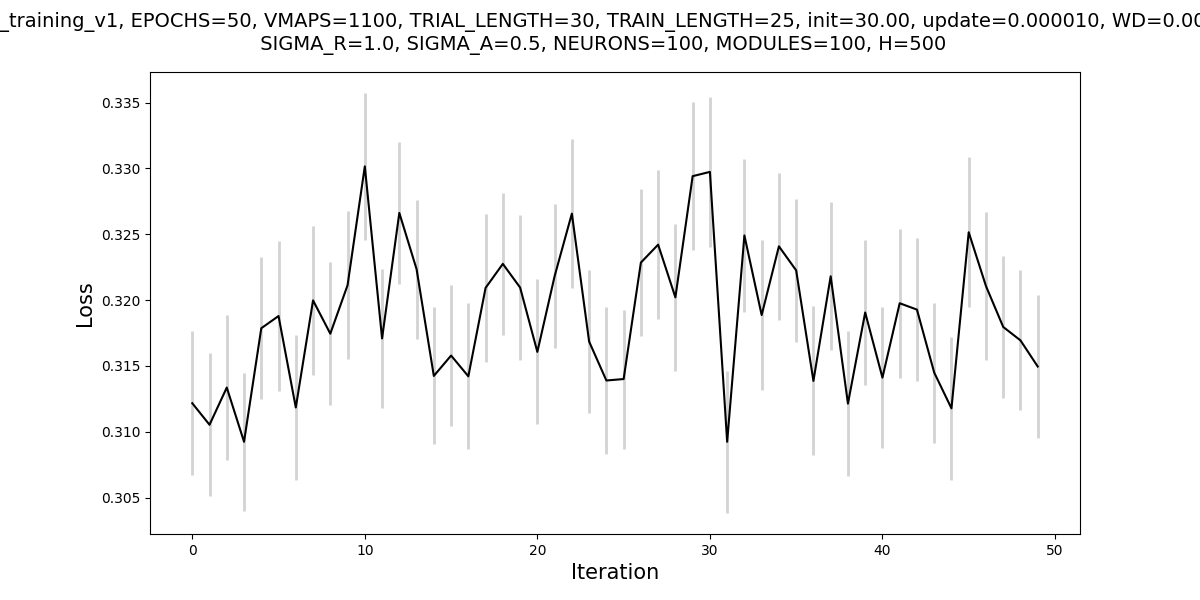 _training_v1, EPOCHS=50, VMAPS=1100, TRIAL_LENGTH=30, TRAIN_LENGTH=25, init=30.00, update=0.000010, WD=0.00
SIGMA_R=1.0, SIGMA_A=0.5, NEURONS=100, MODULES=100, H=500
0.335
0.330
0.325
0.320
0.315
0.310
0.305
Loss
0 10 20 30 40 50
Iteration